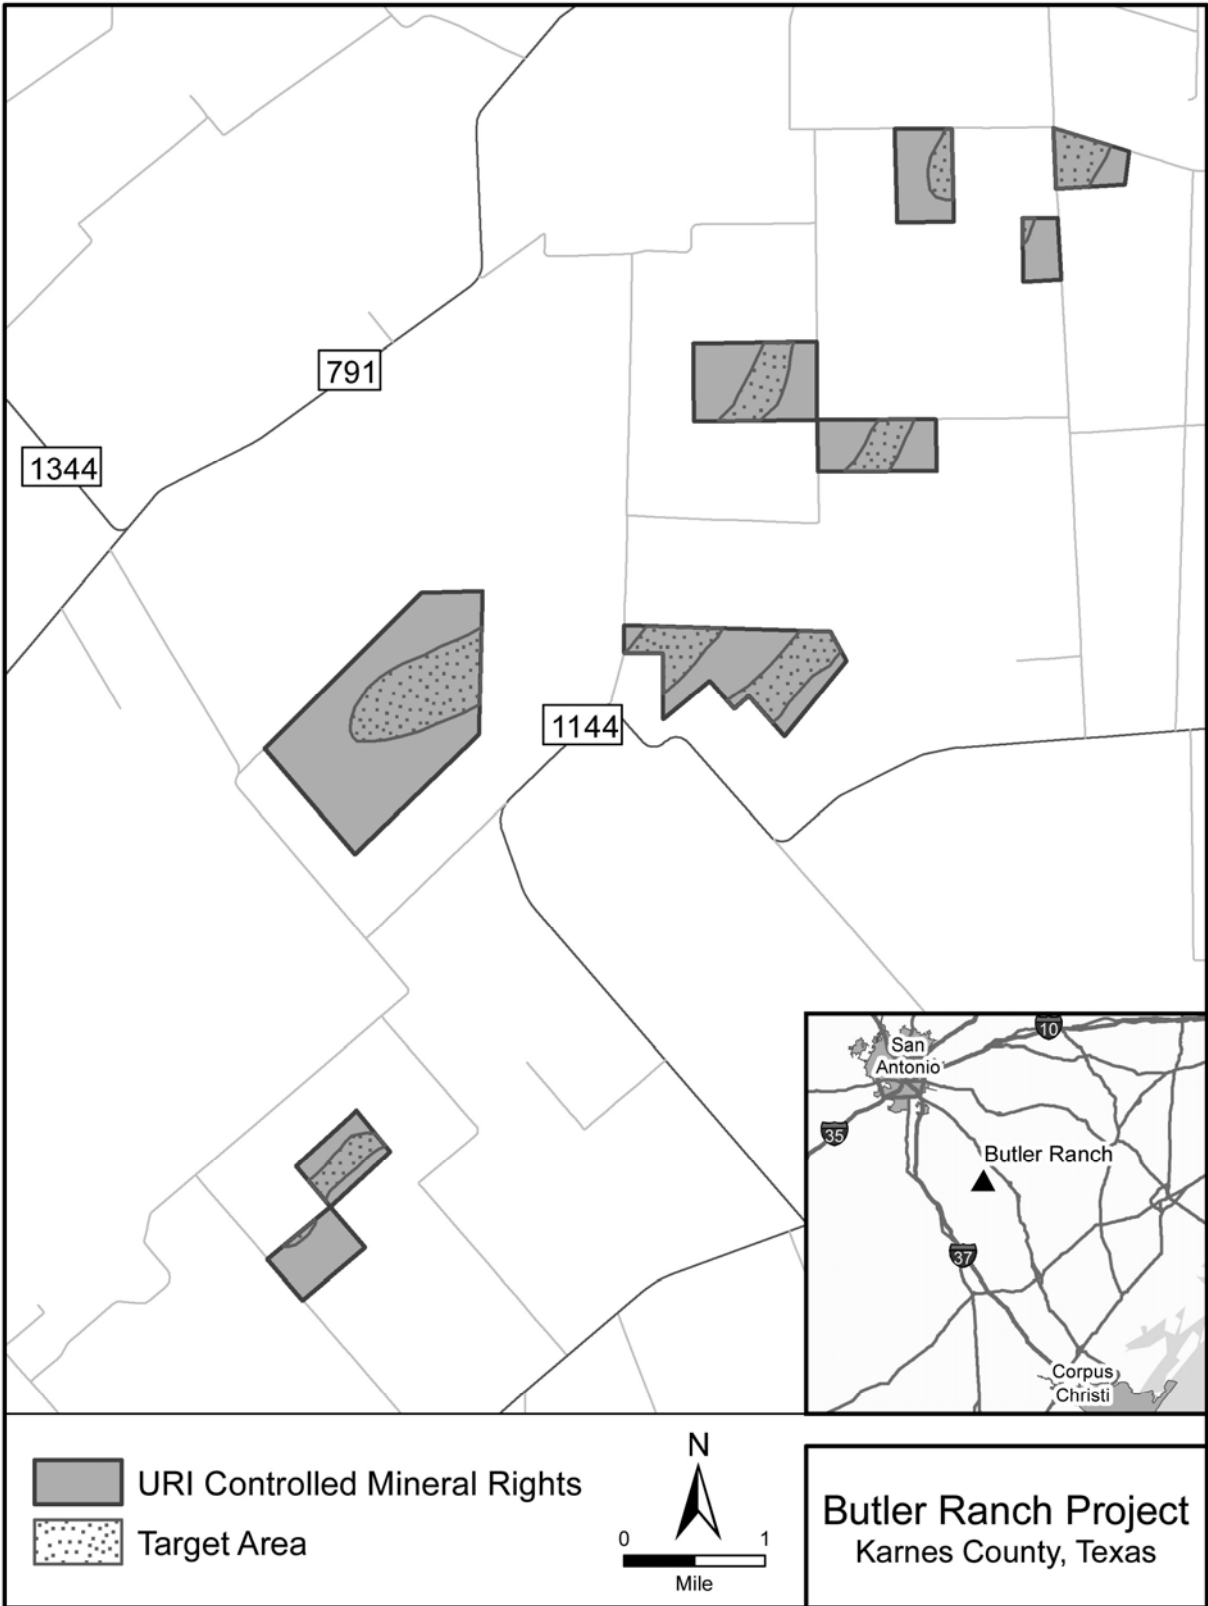 791
1344
1144
10
San
Antonio
35
Butler Ranch
37
Corpus
Christi
URI Controlled Mineral Rights
Target Area
N
0 1
Mile
Butler Ranch Project
Karnes County, Texas